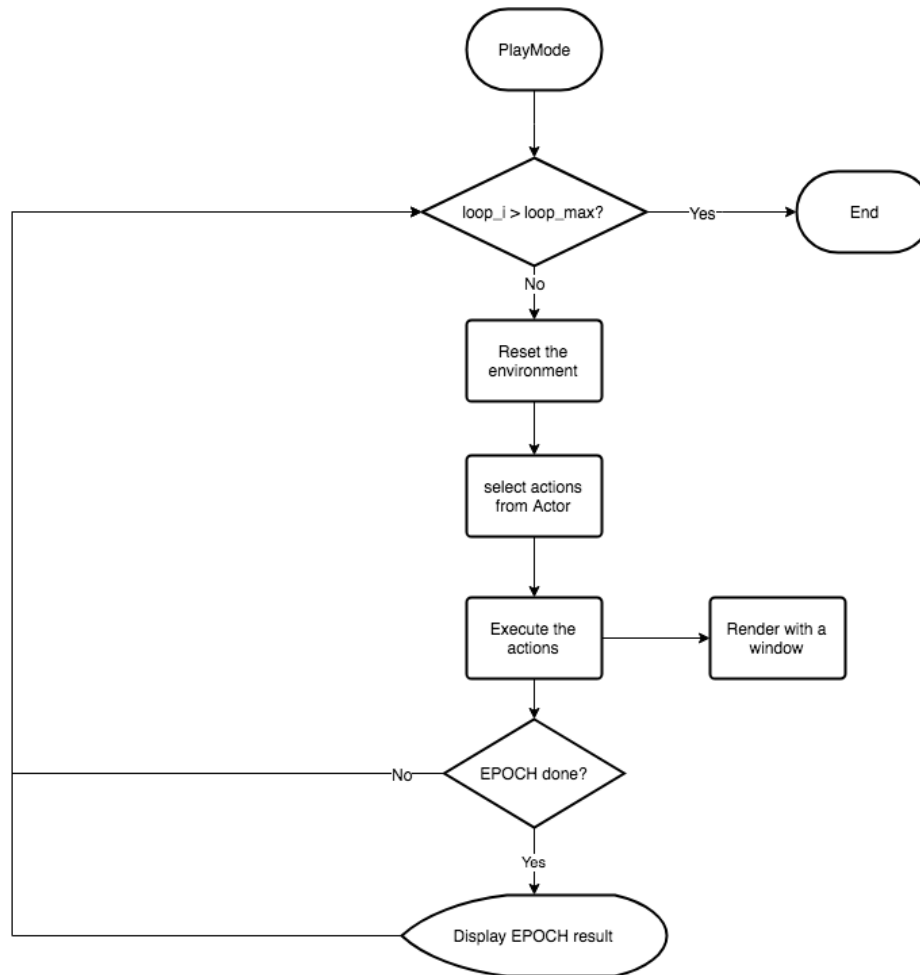 PlayMode
loop_i > loop_max?
Yes
End
No
Reset the
environment
select actions
from Actor
Execute the
actions
Render with a
window
EPOCH done?
No
Yes
Display EPOCH result